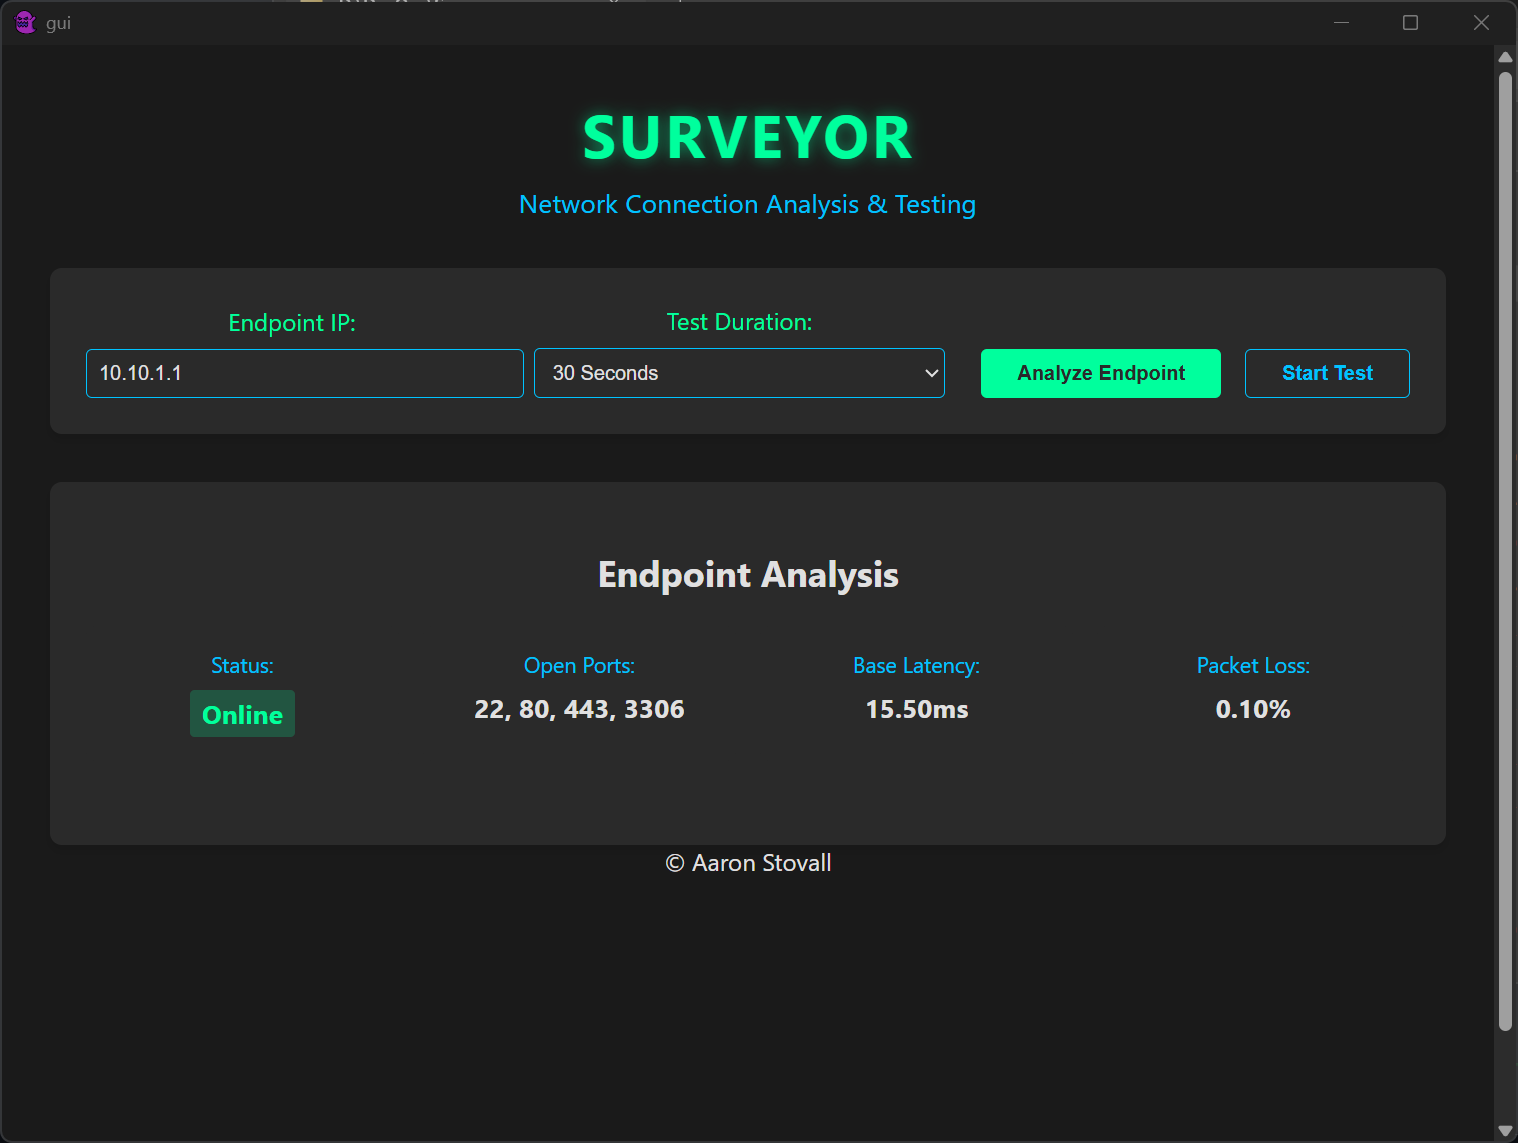 gui
SURVEYOR
Network Connection Analysis & Testing
Endpoint IP:
Test Duration:
10.10.1.1
30 Seconds
Analyze Endpoint
Start Test
Endpoint Analysis
Status:
Open Ports:
Base Latency:
Packet Loss:
Online
22, 80, 443, 3306
15.50ms
0.10%
© Aaron Stovall